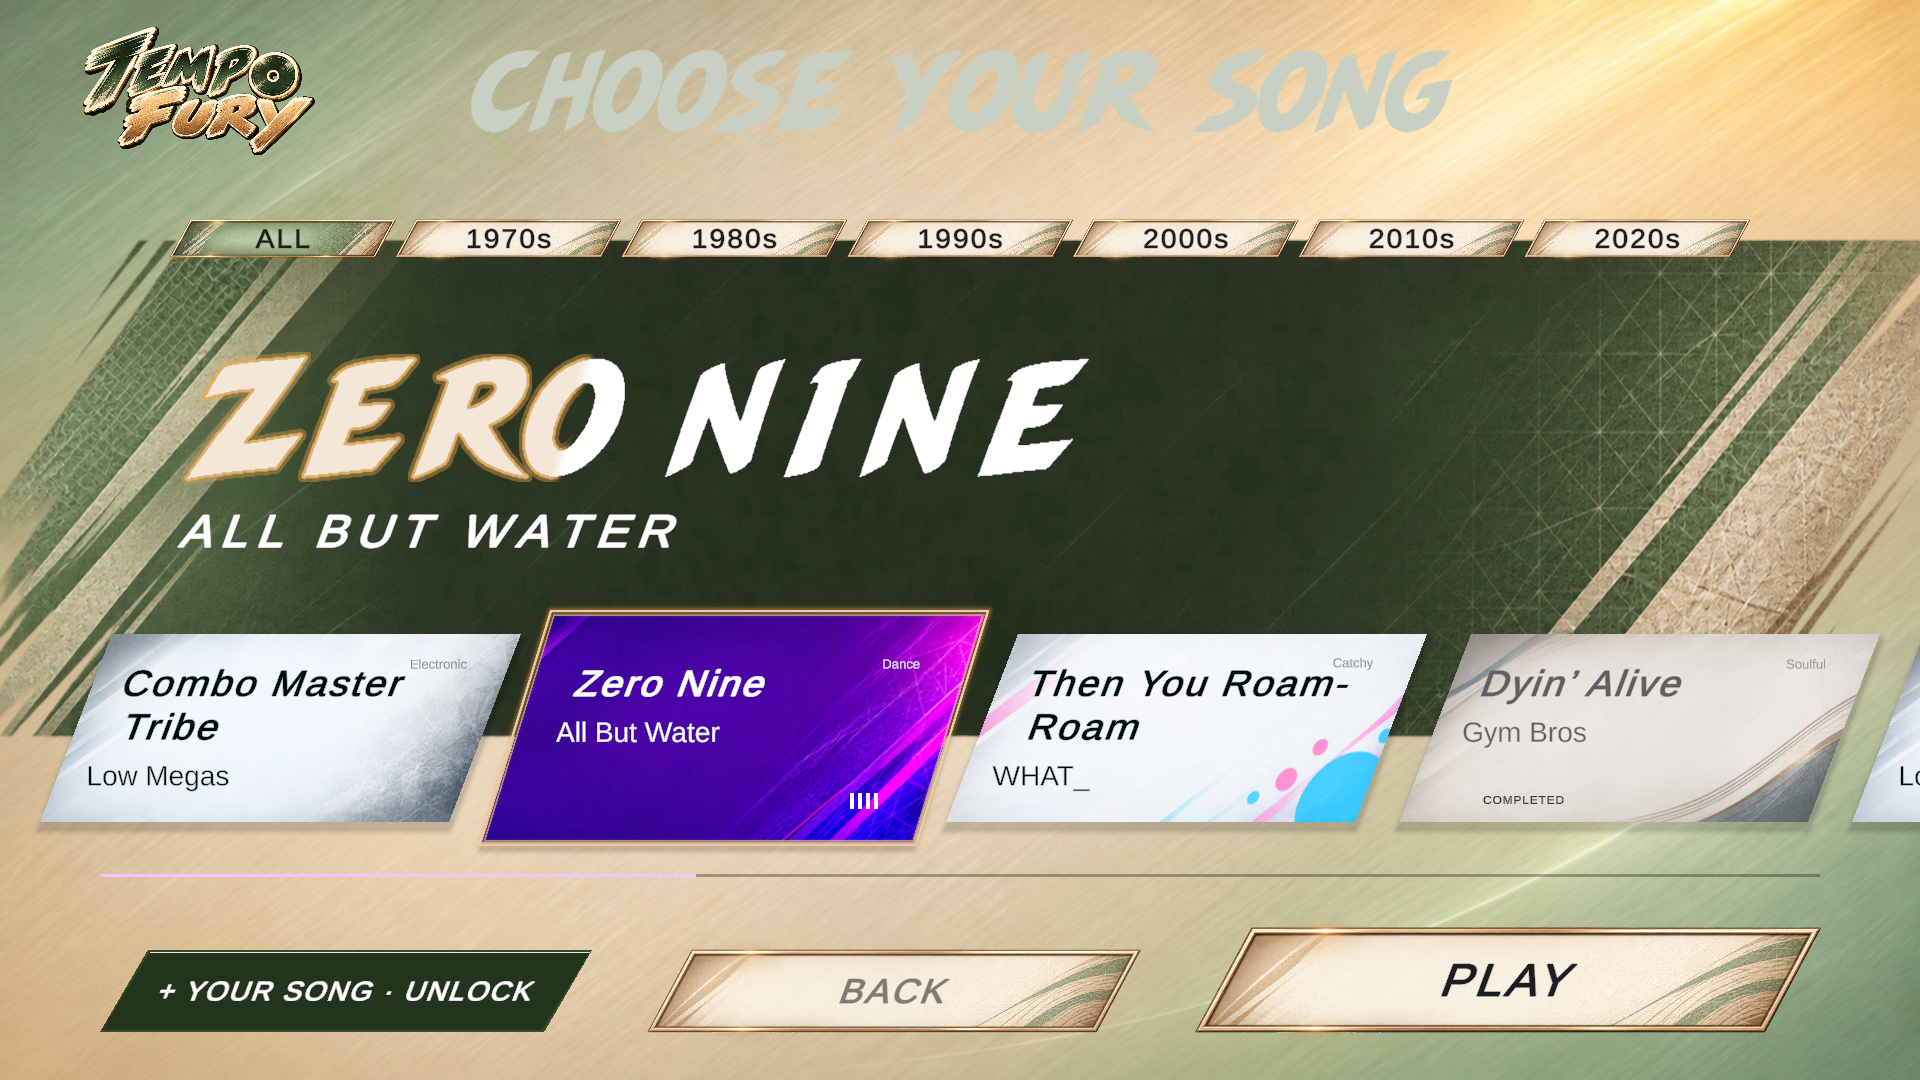 TEMPO
FURY
CHOOSE YOUR SONG
ALL
1970s
1980s
1990s
2000s
2010s
2020s
ZERO NINE
ALL BUT WATER
Combo Master
Tribe
Electronic
Low Megas
Zero Nine
Dance
All But Water
Then You Roam-
Roam
Catchy
WHAT_
Dyin’ Alive
Soulful
Gym Bros
COMPLETED
+ YOUR SONG · UNLOCK
BACK
PLAY